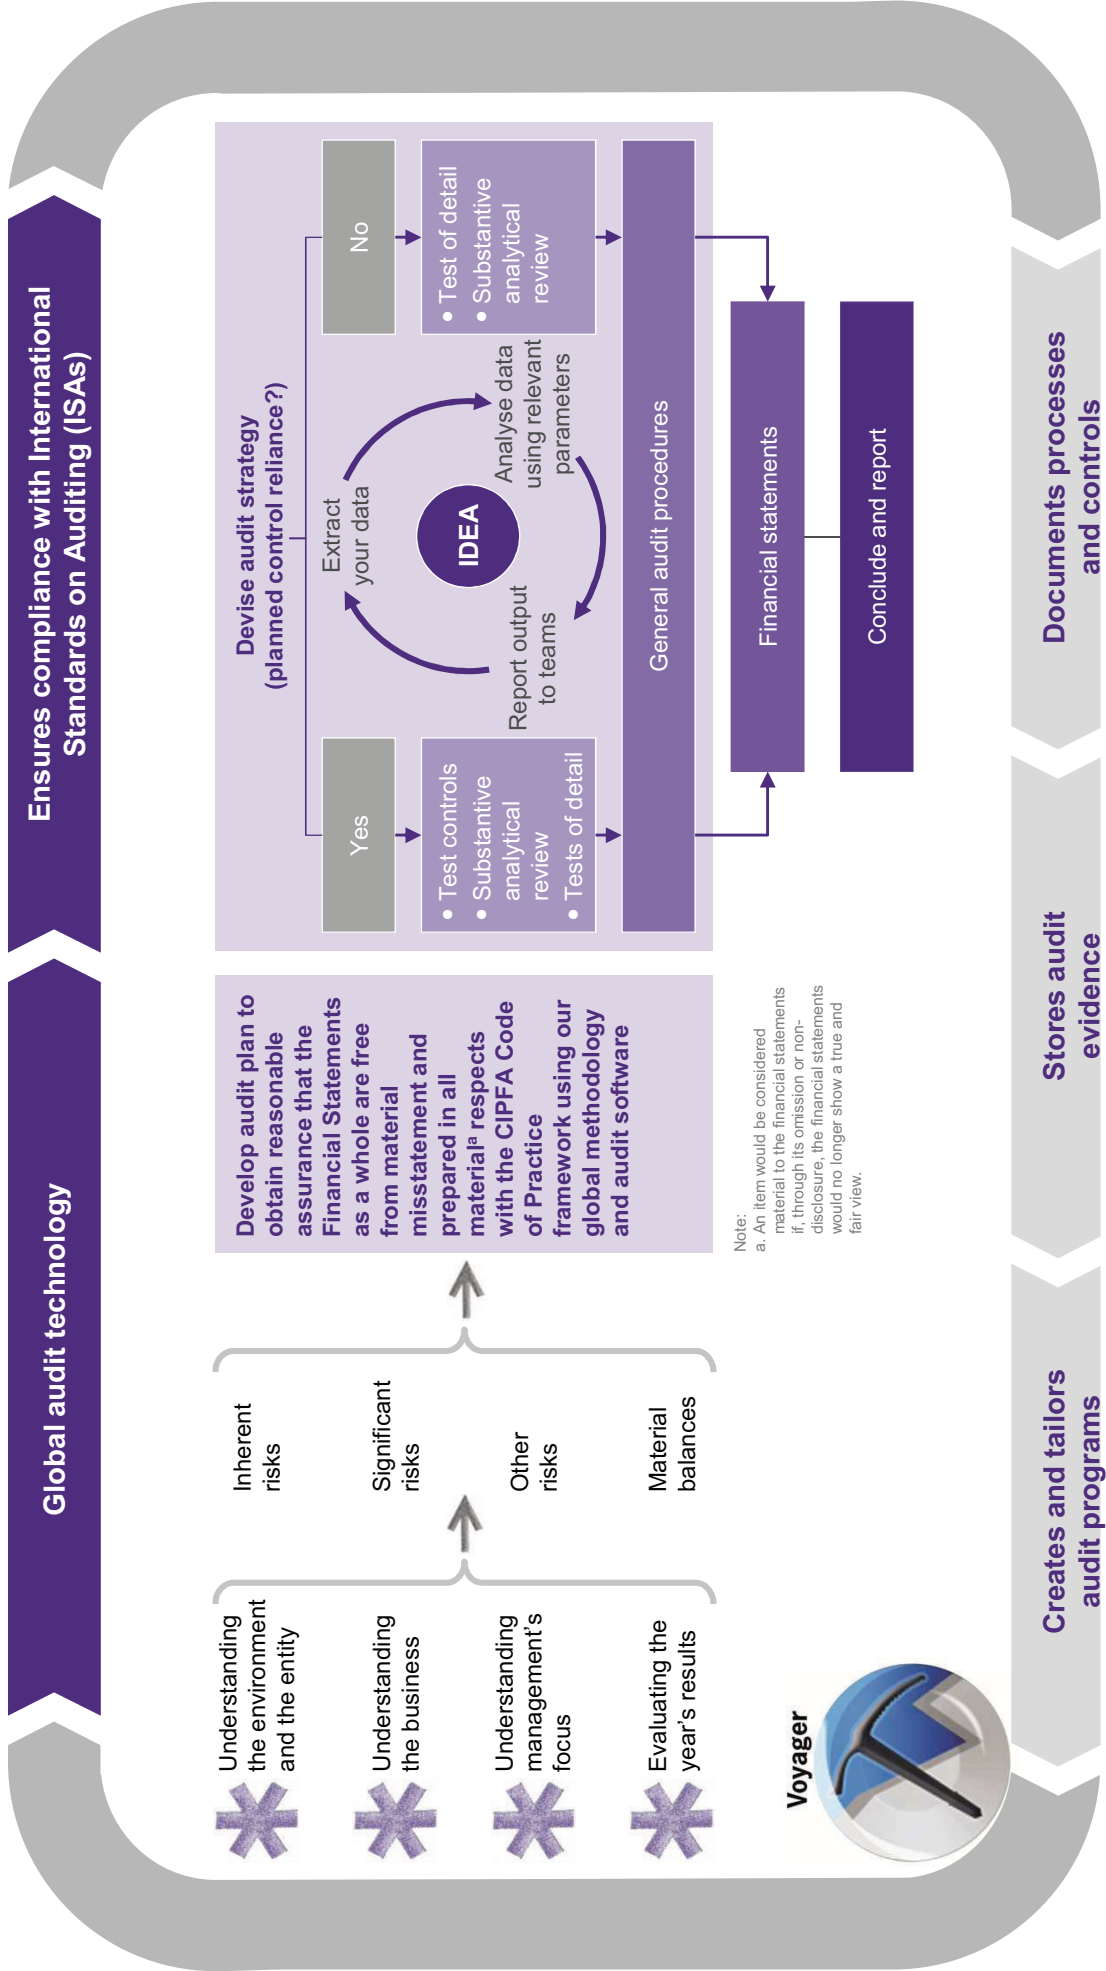 Global audit technology
Ensures compliance with International
Standards on Auditing (ISAs)
Understanding
the environment
and the entity
Understanding
the business
Understanding
management's
focus
Evaluating the
year's results
Inherent
risks
Significant
risks
Other
risks
Material
balances
Develop audit plan to
obtain reasonable
assurance that the
Financial Statements
as a whole are free
from material
misstatement and
prepared in all
materialᵃ respects
with the CIPFA Code
of Practice
framework using our
global methodology
and audit software
Note:
a. An item would be considered
material to the financial statements
if, through its omission or non-
disclosure, the financial statements
would no longer show a true and
fair view.
Devise audit strategy
(planned control reliance?)
Yes
No
• Test controls
• Substantive
analytical
review
• Tests of detail
Extract
your data
IDEA
Analyse data
using relevant
parameters
Report output
to teams
• Test of detail
• Substantive
analytical
review
General audit procedures
Financial statements
Conclude and report
Voyager
Creates and tailors
audit programs
Stores audit
evidence
Documents processes
and controls